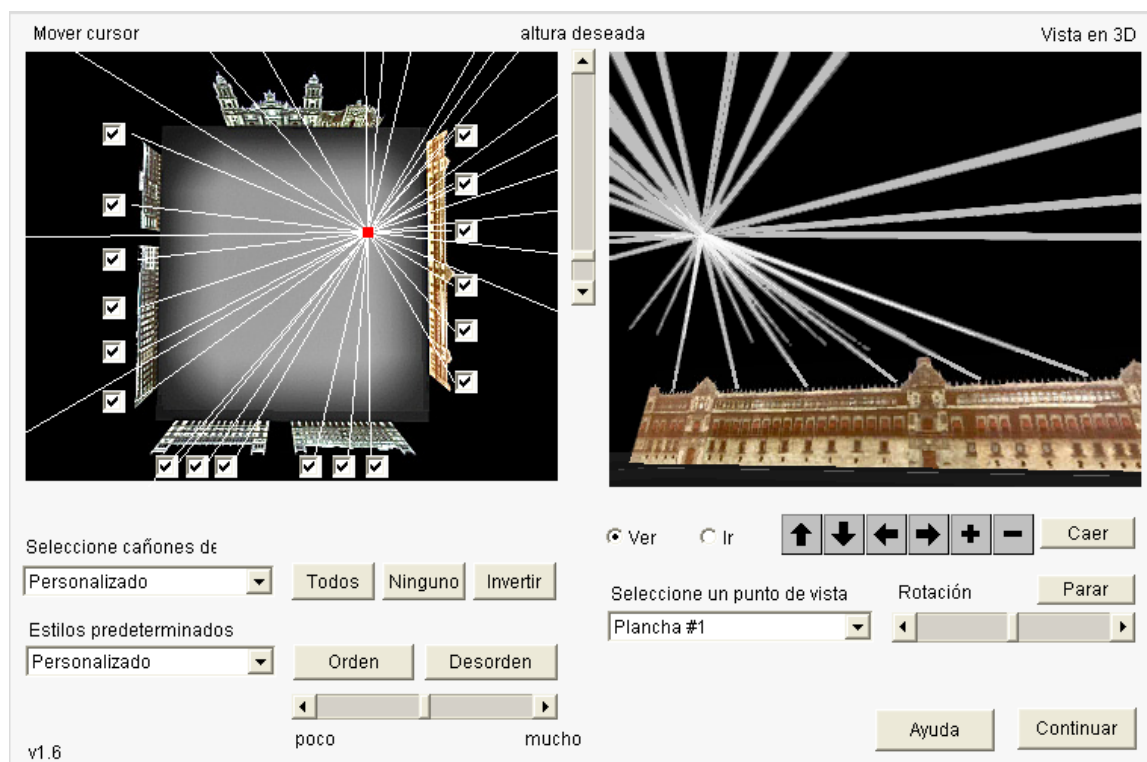 Mover cursor
altura deseada
Vista en 3D
Ver
Ir
Caer
Seleccione cañones de
Personalizado
Todos
Ninguno
Invertir
Seleccione un punto de vista
Plancha #1
Rotación
Parar
Estilos predeterminados
Personalizado
Orden
Desorden
poco
mucho
Ayuda
Continuar
v1.6